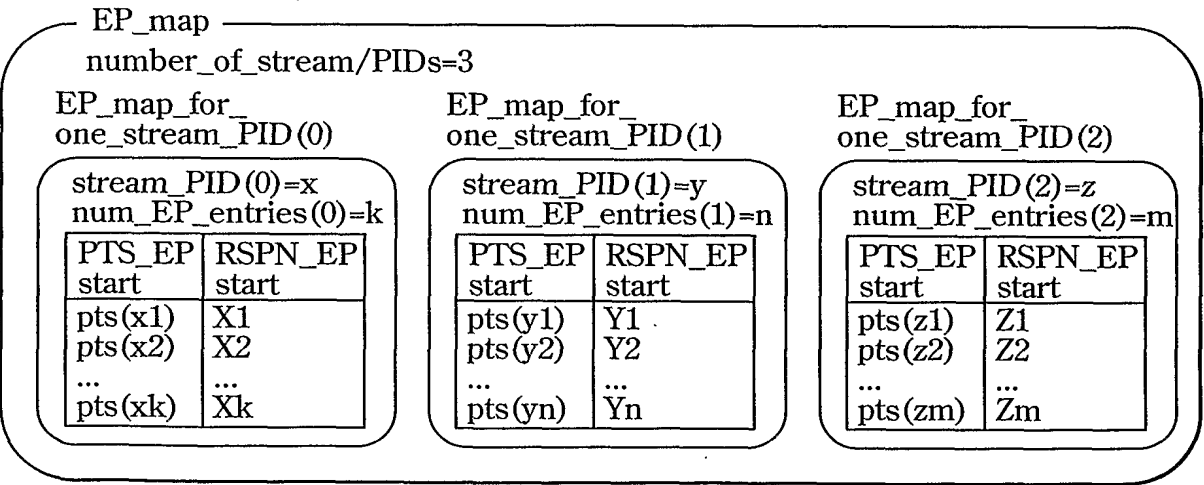 EP_map
number_of_stream/PIDs=3
EP_map_for_
one_stream_PID(0)
stream_PID(0)=x
num_EP_entries(0)=k
PTS_EP RSPN_EP
start start
pts(x1) X1
pts(x2) X2
... ...
pts(xk) Xk
EP_map_for_
one_stream_PID(1)
stream_PID(1)=y
num_EP_entries(1)=n
PTS_EP RSPN_EP
start start
pts(y1) Y1
pts(y2) Y2
... ...
pts(yn) Yn
EP_map_for_
one_stream_PID(2)
stream_PID(2)=z
num_EP_entries(2)=m
PTS_EP RSPN_EP
start start
pts(z1) Z1
pts(z2) Z2
... ...
pts(zm) Zm